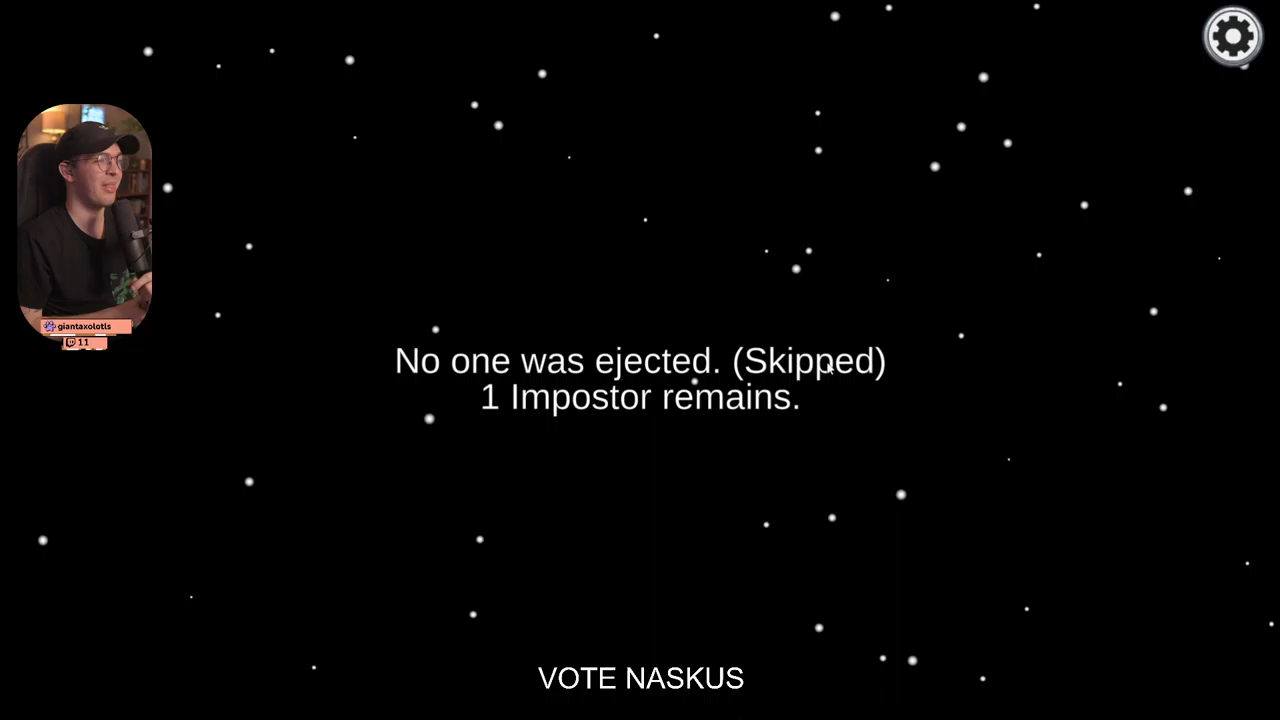 giantaxolotls
11
No one was ejected. (Skipped)
1 Impostor remains.
VOTE NASKUS